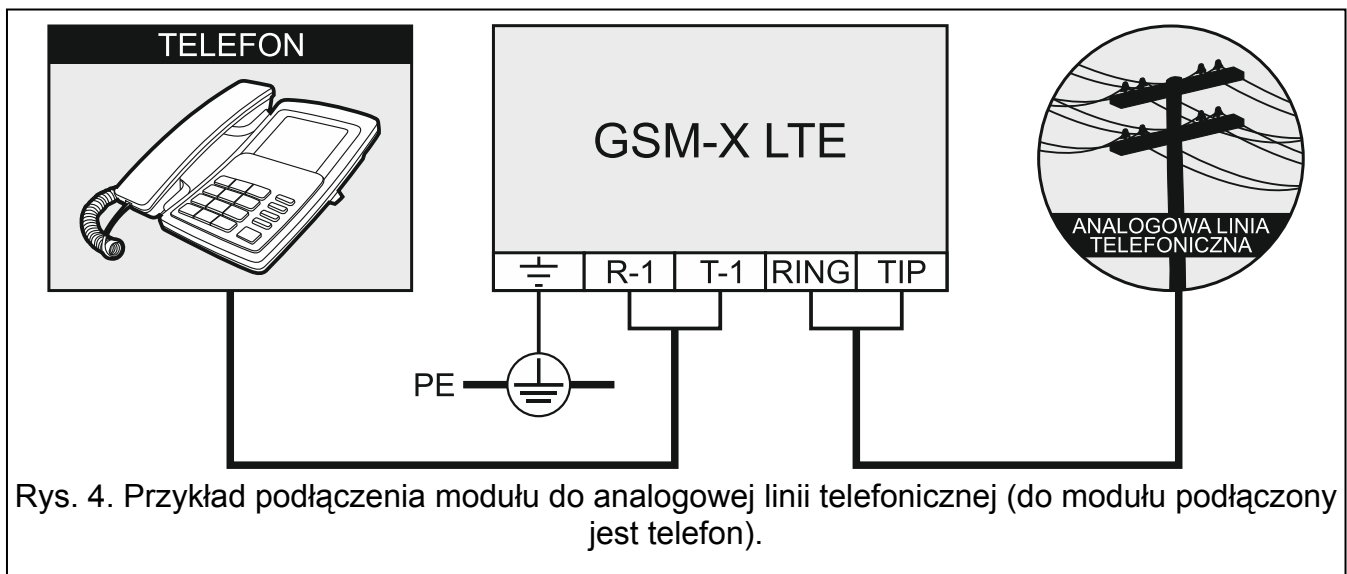 TELEFON
GSM-X LTE
R-1 T-1 RING TIP
ANALOGOWA LINIA
TELEFONICZNA
PE
Rys. 4. Przykład podłączenia modułu do analogowej linii telefonicznej (do modułu podłączony
jest telefon).